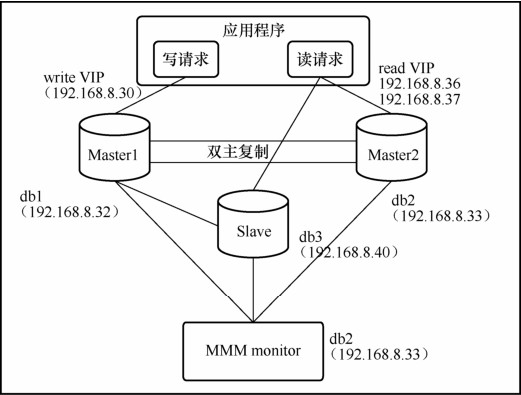 应用程序
写请求
读请求
write VIP
（192.168.8.30）
read VIP
192.168.8.36
192.168.8.37
Master1
双主复制
Master2
db1
（192.168.8.32）
db2
（192.168.8.33）
Slave
db3
（192.168.8.40）
MMM monitor
db2
（192.168.8.33）